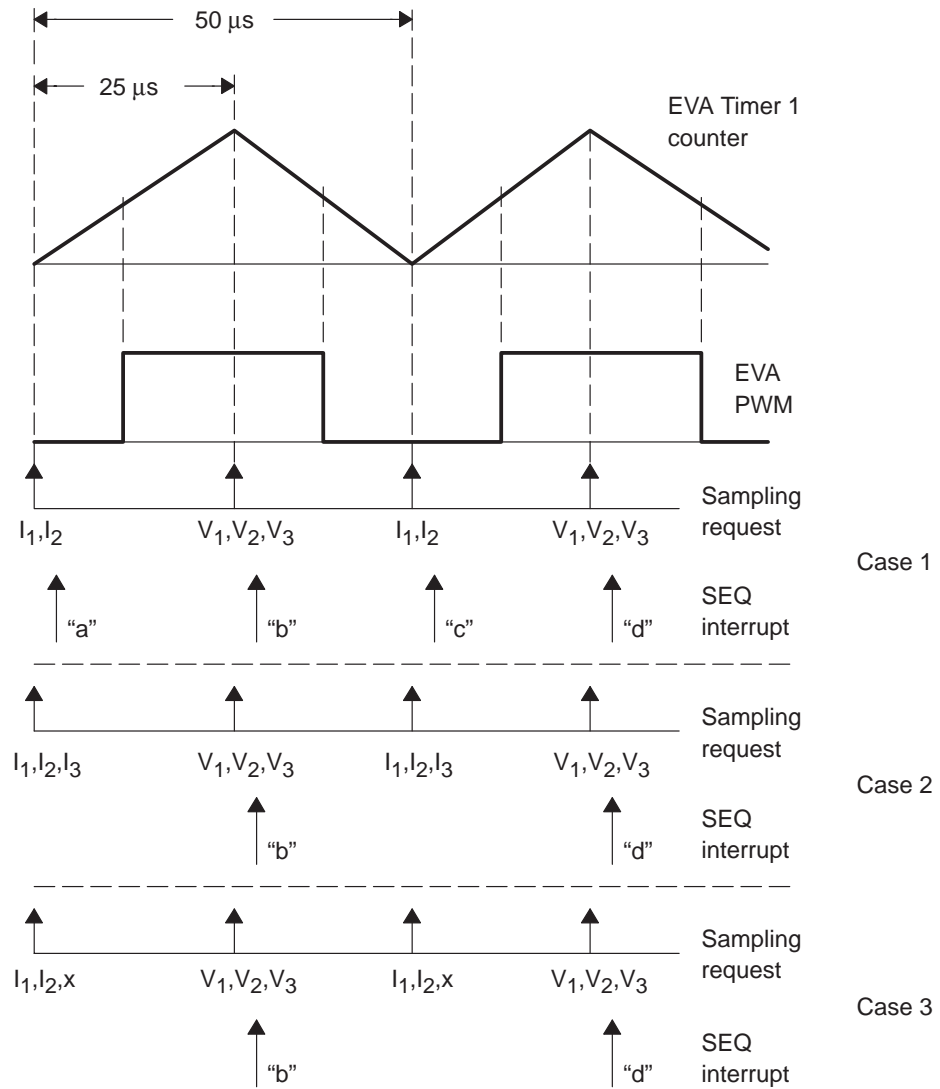 50 μs
25 μs
EVA Timer 1
counter
EVA
PWM
I1,I2 V1,V2,V3 I1,I2 V1,V2,V3
Sampling
request
Case 1
"a" "b" "c" "d"
SEQ
interrupt
I1,I2,I3 V1,V2,V3 I1,I2,I3 V1,V2,V3
Sampling
request
Case 2
"b" "d"
SEQ
interrupt
I1,I2,x V1,V2,V3 I1,I2,x V1,V2,V3
Sampling
request
Case 3
"b" "d"
SEQ
interrupt